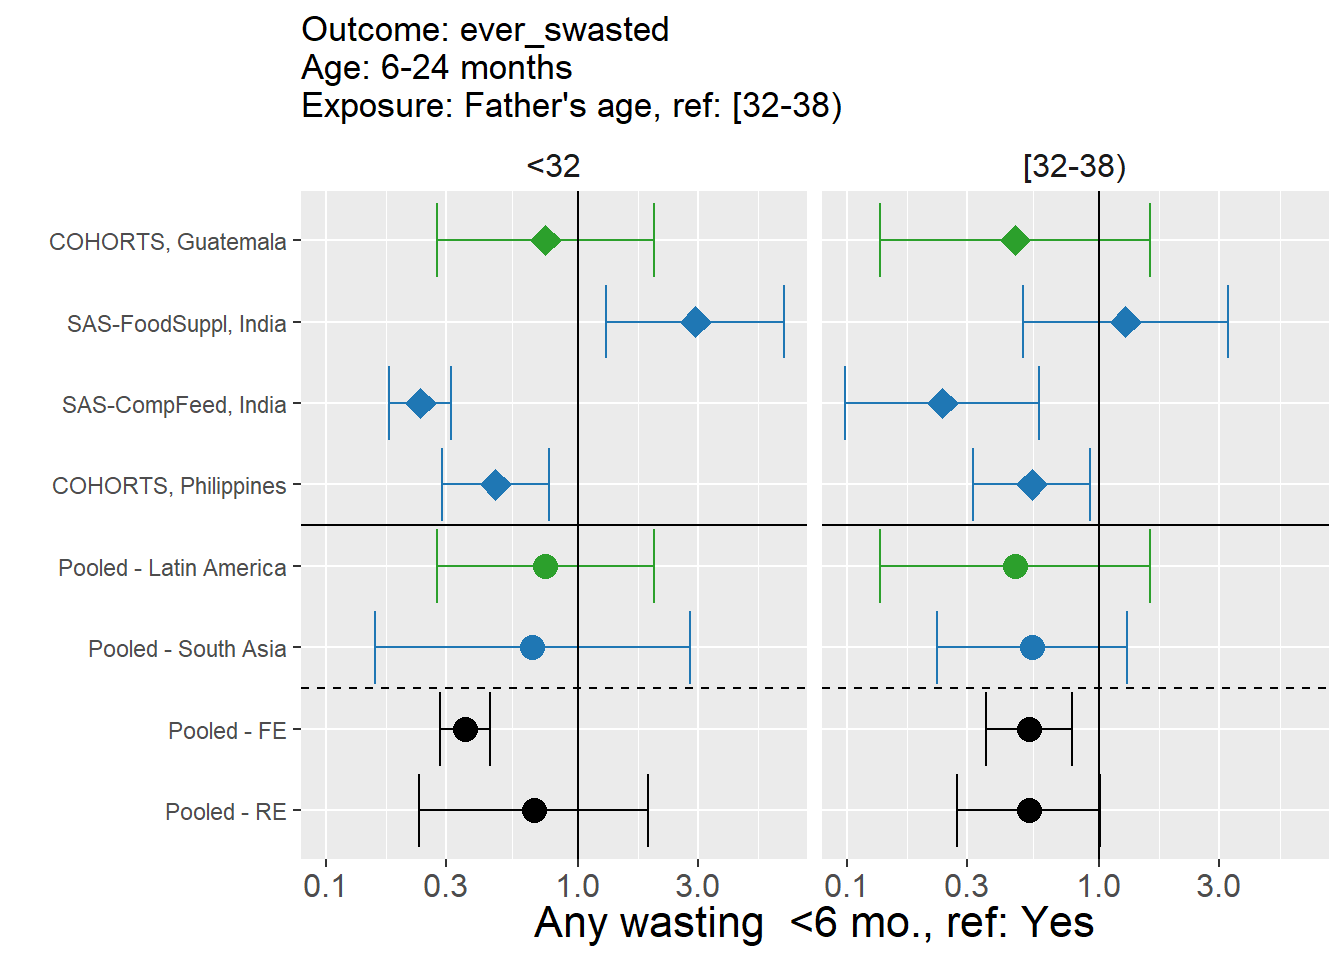 Outcome: ever_swasted
Age: 6-24 months
Exposure: Father's age, ref: [32-38)
<32 [32-38)
COHORTS, Guatemala
SAS-FoodSuppl, India
SAS-CompFeed, India
COHORTS, Philippines
Pooled - Latin America
Pooled - South Asia
Pooled - FE
Pooled - RE
0.1 0.3 1.0 3.0 0.1 0.3 1.0 3.0
Any wasting  <6 mo., ref: Yes